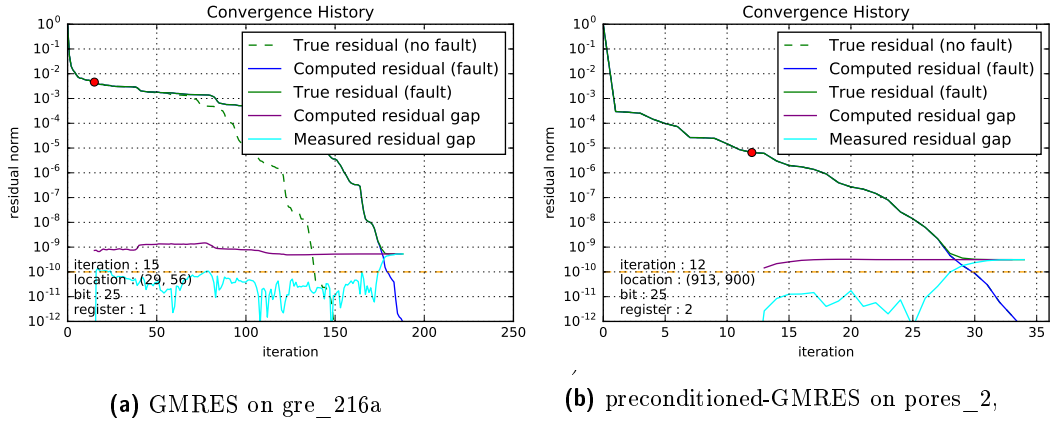 Convergence History
10^0
10^-1
10^-2
10^-3
10^-4
10^-5
10^-6
10^-7
10^-8
10^-9
10^-10
10^-11
10^-12
residual norm
True residual (no fault)
Computed residual (fault)
True residual (fault)
Computed residual gap
Measured residual gap
iteration : 15
location : (29, 56)
bit : 25
register : 1
0 50 100 150 200 250
iteration
(a) GMRES on gre_216a
Convergence History
10^0
10^-1
10^-2
10^-3
10^-4
10^-5
10^-6
10^-7
10^-8
10^-9
10^-10
10^-11
10^-12
residual norm
True residual (no fault)
Computed residual (fault)
True residual (fault)
Computed residual gap
Measured residual gap
iteration : 12
location : (913, 900)
bit : 25
register : 2
0 5 10 15 20 25 30 35
iteration
,
(b) preconditioned-GMRES on pores_2,